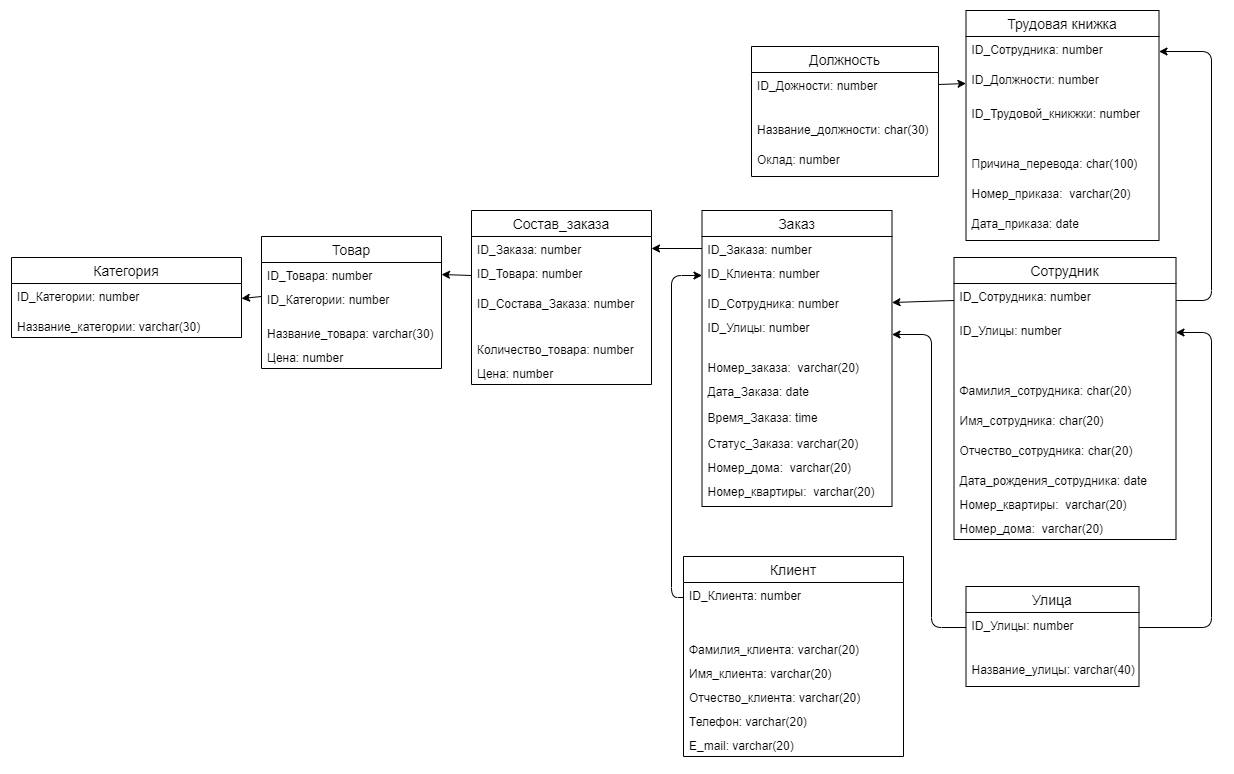 Трудовая книжка
ID_Сотрудника: number
ID_Должности: number
ID_Трудовой_кникжки: number
Причина_перевода: char(100)
Номер_приказа: varchar(20)
Дата_приказа: date
Должность
ID_Дожности: number
Название_должности: char(30)
Оклад: number
Категория
ID_Категории: number
Название_категории: varchar(30)
Товар
ID_Товара: number
ID_Категории: number
Название_товара: varchar(30)
Цена: number
Состав_заказа
ID_Заказа: number
ID_Товара: number
ID_Состава_Заказа: number
Количество_товара: number
Цена: number
Заказ
ID_Заказа: number
ID_Клиента: number
ID_Сотрудника: number
ID_Улицы: number
Номер_заказа: varchar(20)
Дата_Заказа: date
Время_Заказа: time
Статус_Заказа: varchar(20)
Номер_дома: varchar(20)
Номер_квартиры: varchar(20)
Сотрудник
ID_Сотрудника: number
ID_Улицы: number
Фамилия_сотрудника: char(20)
Имя_сотрудника: char(20)
Отчество_сотрудника: char(20)
Дата_рождения_сотрудника: date
Номер_квартиры: varchar(20)
Номер_дома: varchar(20)
Клиент
ID_Клиента: number
Фамилия_клиента: varchar(20)
Имя_клиента: varchar(20)
Отчество_клиента: varchar(20)
Телефон: varchar(20)
E_mail: varchar(20)
Улица
ID_Улицы: number
Название_улицы: varchar(40)